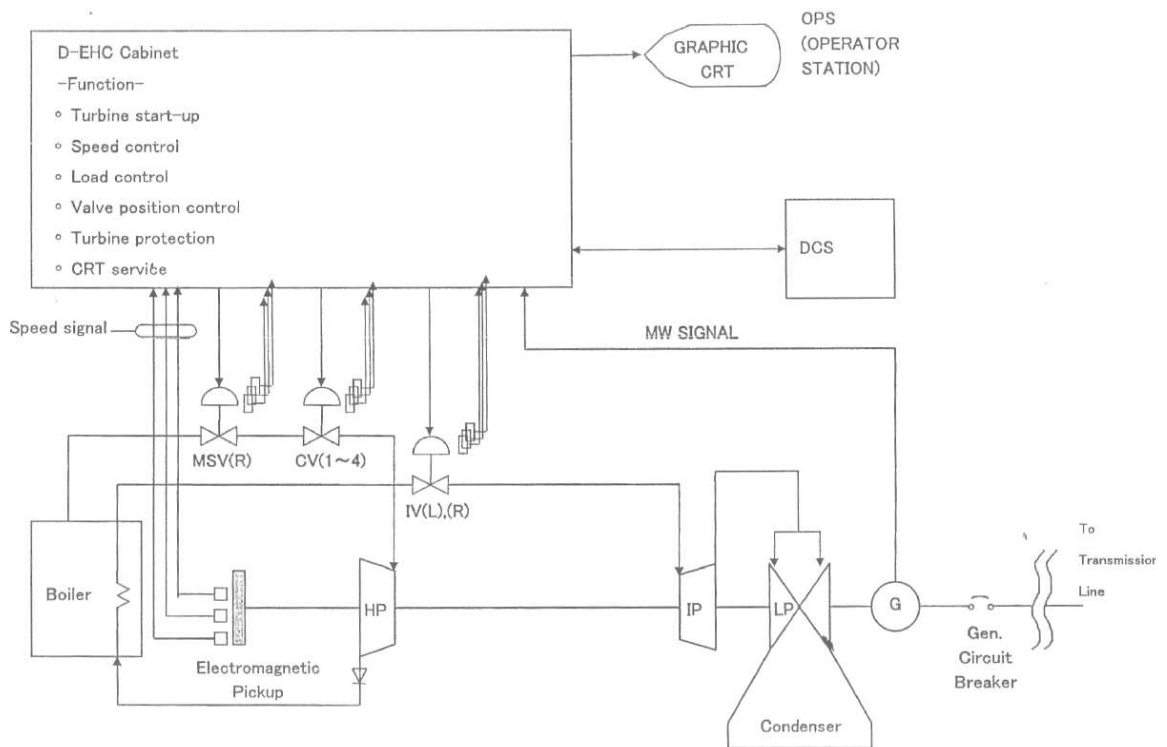 D-EHC Cabinet
-Function-
° Turbine start-up
° Speed control
° Load control
° Valve position control
° Turbine protection
° CRT service
GRAPHIC
CRT
OPS
(OPERATOR
STATION)
DCS
Speed signal
MW SIGNAL
MSV(R)
CV(1~4)
IV(L),(R)
Boiler
HP
IP
LP
G
To
Transmission
Line
Electromagnetic
Pickup
Gen.
Circuit
Breaker
Condenser